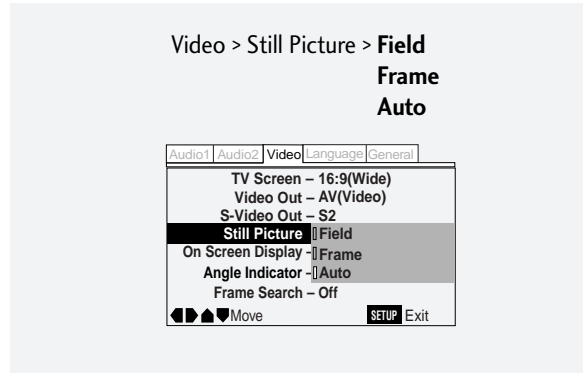 Video > Still Picture > Field
Frame
Auto
Audio1 Audio2 Video Language General
TV Screen – 16:9(Wide)
Video Out – AV(Video)
S-Video Out – S2
Still Picture Field
On Screen Display - Frame
Angle Indicator - Auto
Frame Search – Off
Move SETUP Exit